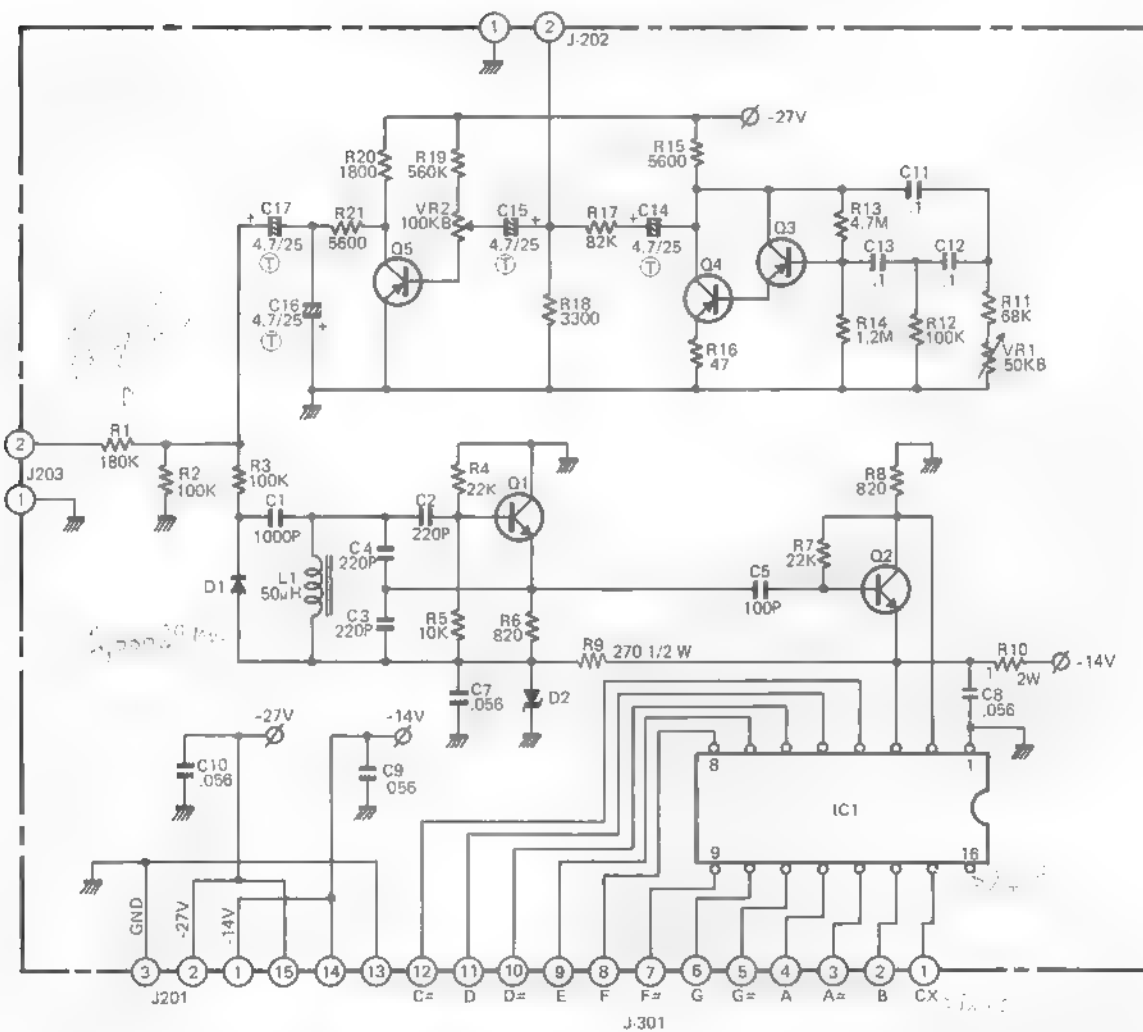 1
2
J-202
-27V
R20
1800
R19
560K
R15
5600
C11
.1
C17
+
4.7/25
T
R21
5600
VR2
100KB
C15
+
4.7/25
T
R17
82K
+
C14
4.7/25
T
Q3
R13
4.7M
C13
.1
C12
.1
Q5
Q4
C16
4.7/25
T
+
R18
3300
R16
47
R14
1.2M
R12
100K
R11
68K
VR1
50KB
2
R1
180K
J203
1
R2
100K
R3
100K
R4
22K
Q1
R8
820
C1
1000P
C2
220P
C4
220P
R7
22K
Q2
D1
L1
50μH
C5
100P
C3
220P
R5
10K
R6
820
R9
270 1/2 W
R10
1
2W
-14V
C7
.056
D2
C8
.056
-27V
-14V
C10
.056
C9
.056
8
1
IC1
9
16
GND
-27V
-14V
3
2
1
15
14
13
12
11
10
9
8
7
6
5
4
3
2
1
J201
C#
D
D#
E
F
F#
G
G#
A
A#
B
CX
J-301